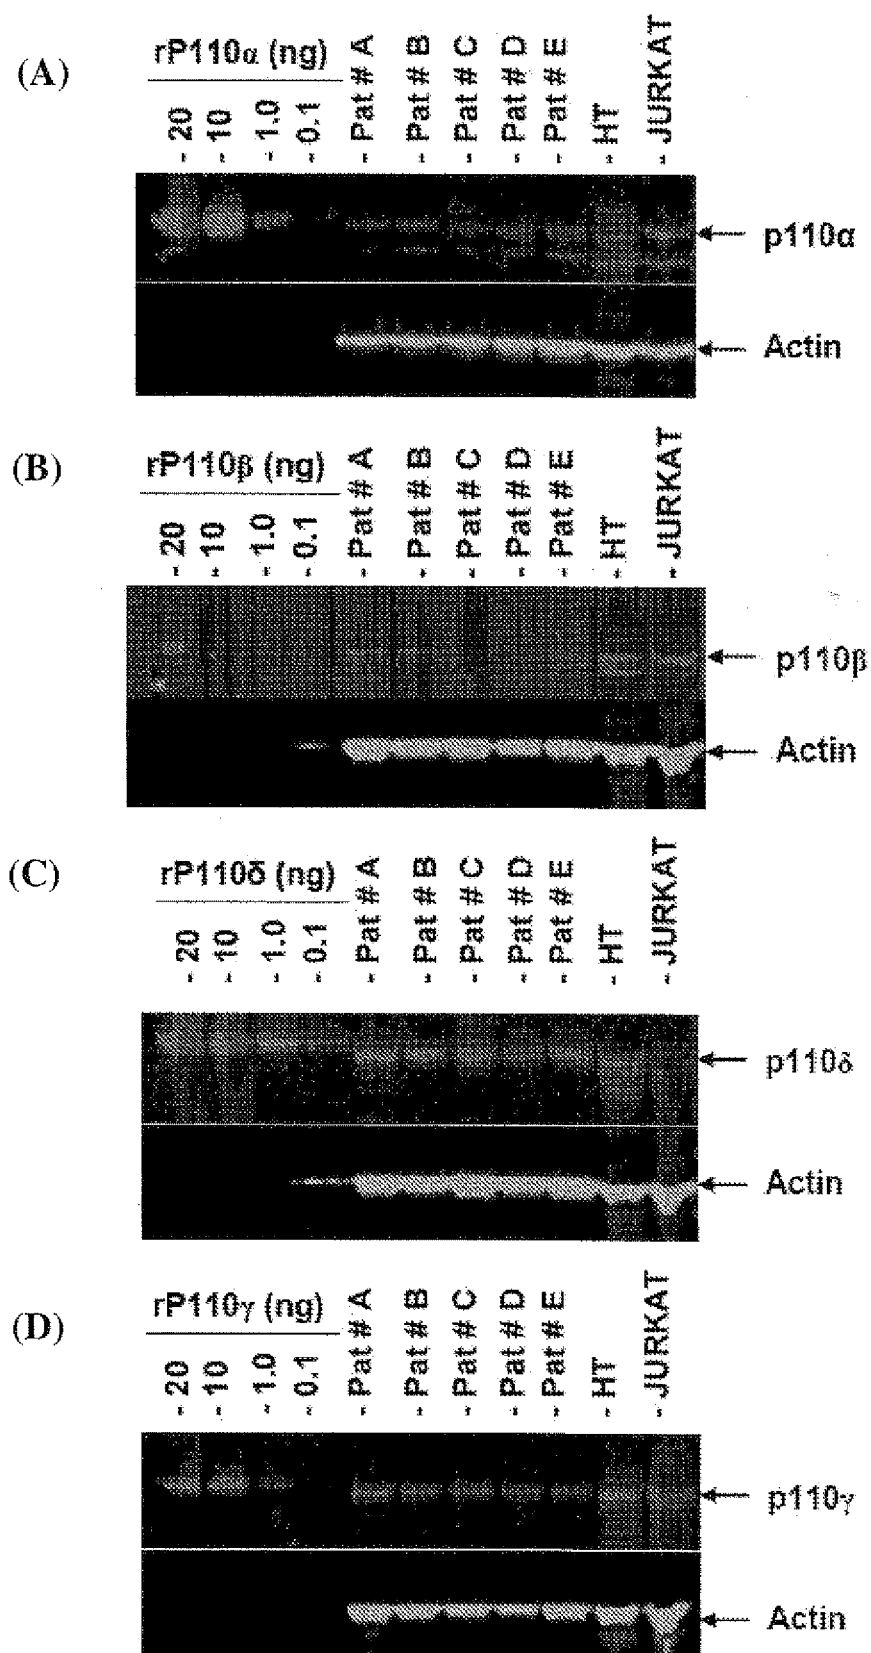 (A)
rP110α (ng)
- 20
- 10
- 1.0
- 0.1
- Pat # A
- Pat # B
- Pat # C
- Pat # D
- Pat # E
- HT
- JURKAT
p110α
Actin
(B)
rP110β (ng)
- 20
- 10
- 1.0
- 0.1
- Pat # A
- Pat # B
- Pat # C
- Pat # D
- Pat # E
- HT
- JURKAT
p110β
Actin
(C)
rP110δ (ng)
- 20
- 10
- 1.0
- 0.1
- Pat # A
- Pat # B
- Pat # C
- Pat # D
- Pat # E
- HT
- JURKAT
p110δ
Actin
(D)
rP110γ (ng)
- 20
- 10
- 1.0
- 0.1
- Pat # A
- Pat # B
- Pat # C
- Pat # D
- Pat # E
- HT
- JURKAT
p110γ
Actin